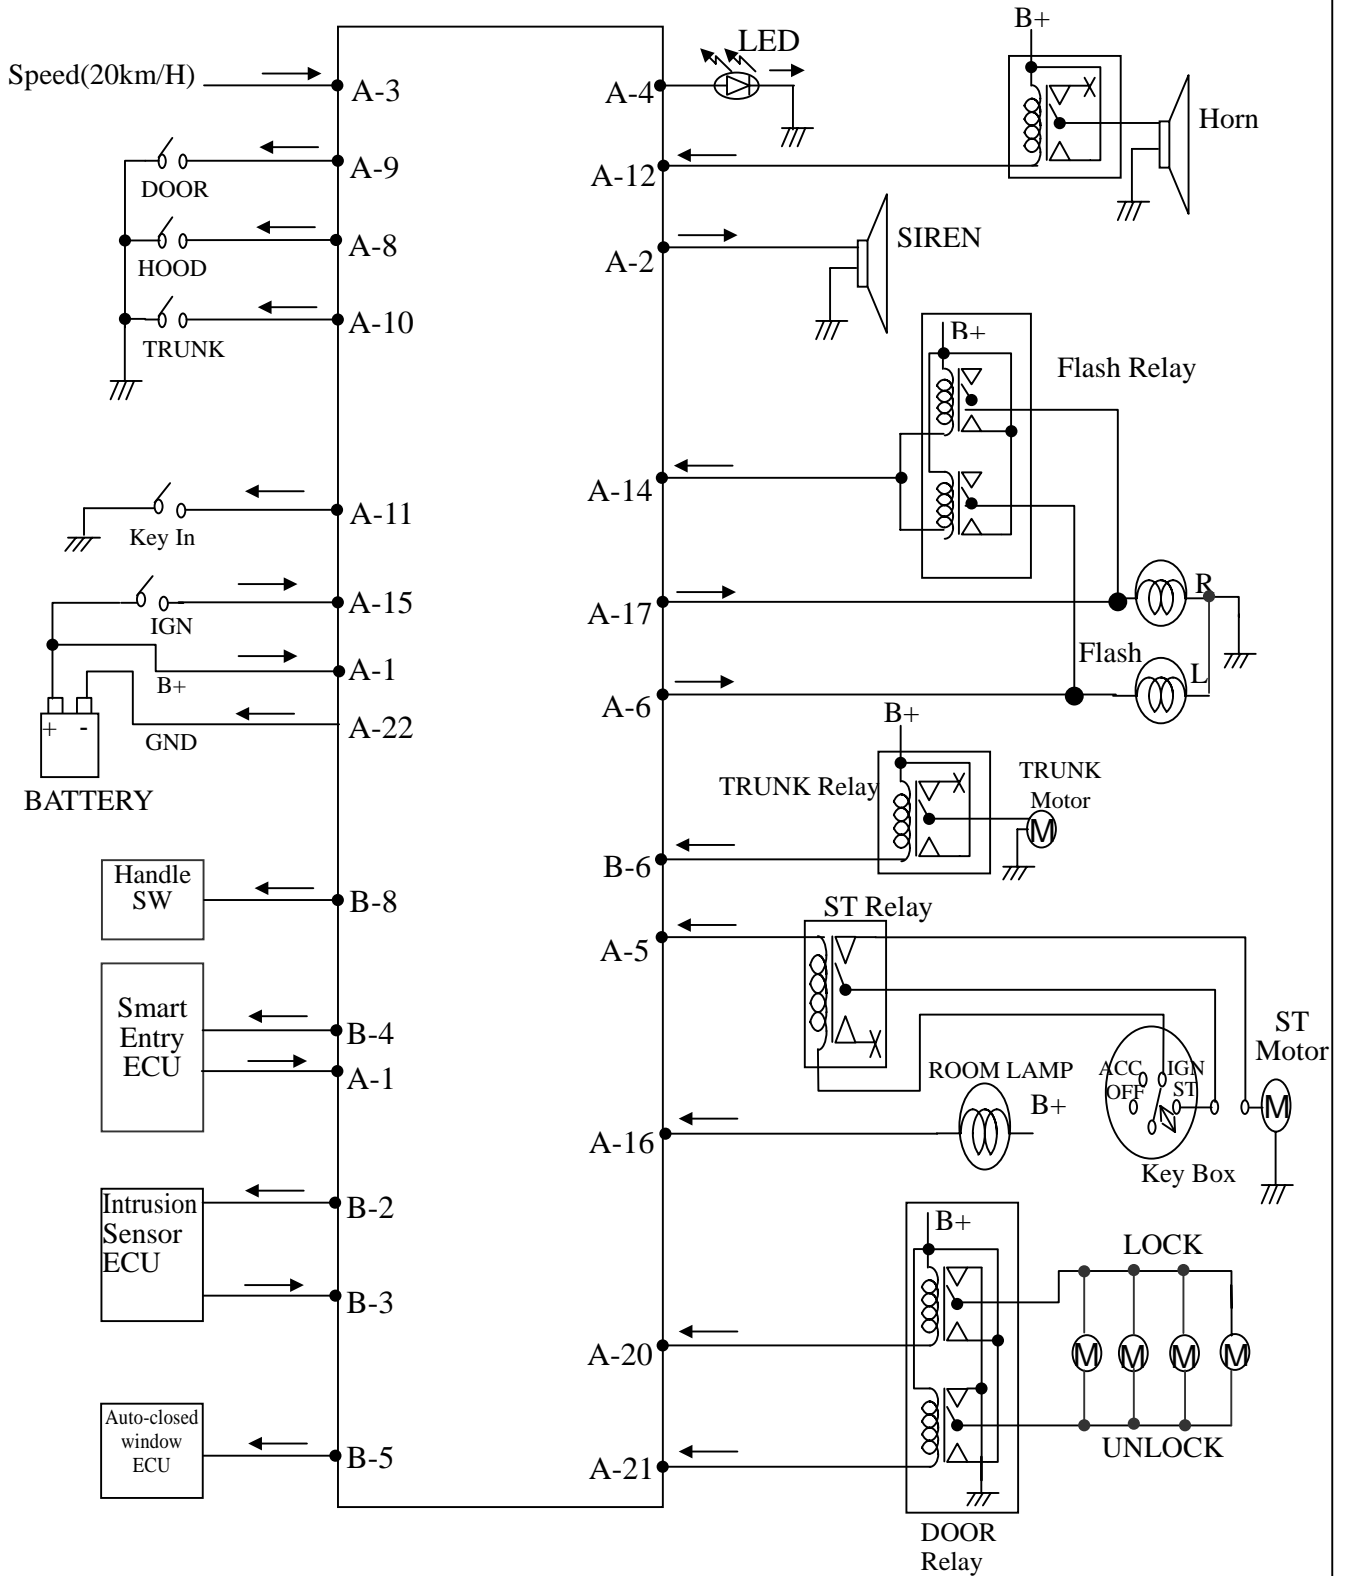 Speed(20km/H)
A-3
DOOR
A-9
HOOD
A-8
TRUNK
A-10
Key In
A-11
IGN
A-15
B+
A-1
+ -
GND
A-22
BATTERY
Handle
SW
B-8
Smart
Entry
ECU
B-4
A-1
Intrusion
Sensor
ECU
B-2
B-3
Auto-closed
window
ECU
B-5
LED
A-4
B+
Horn
A-12
SIREN
A-2
B+
Flash Relay
A-14
R
A-17
Flash
L
A-6
B+
TRUNK Relay
TRUNK
Motor
M
B-6
ST Relay
A-5
ST
Motor
M
ACC
IGN
OFF
ST
Key Box
ROOM LAMP
B+
A-16
B+
LOCK
A-20
M M M M
UNLOCK
A-21
DOOR
Relay